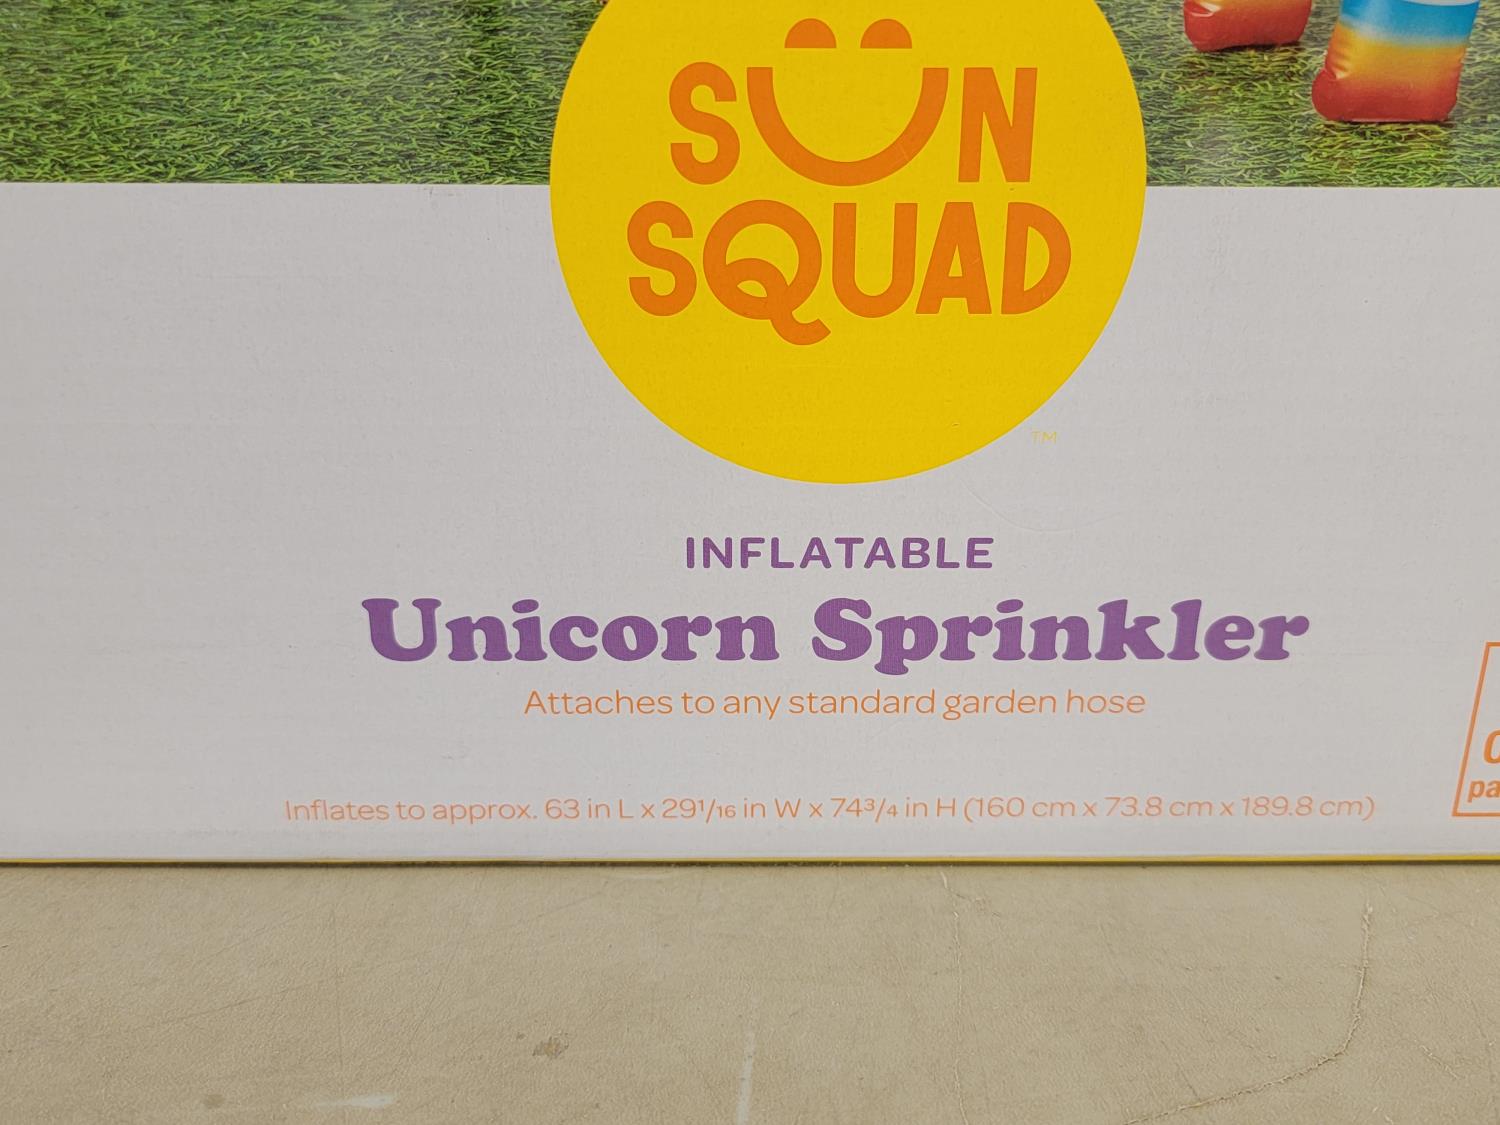 SUN
SQUAD
TM
INFLATABLE
Unicorn Sprinkler
Attaches to any standard garden hose
Inflates to approx. 63 in L x 29¹/₁₆ in W x 74³/₄ in H (160 cm x 73.8 cm x 189.8 cm)